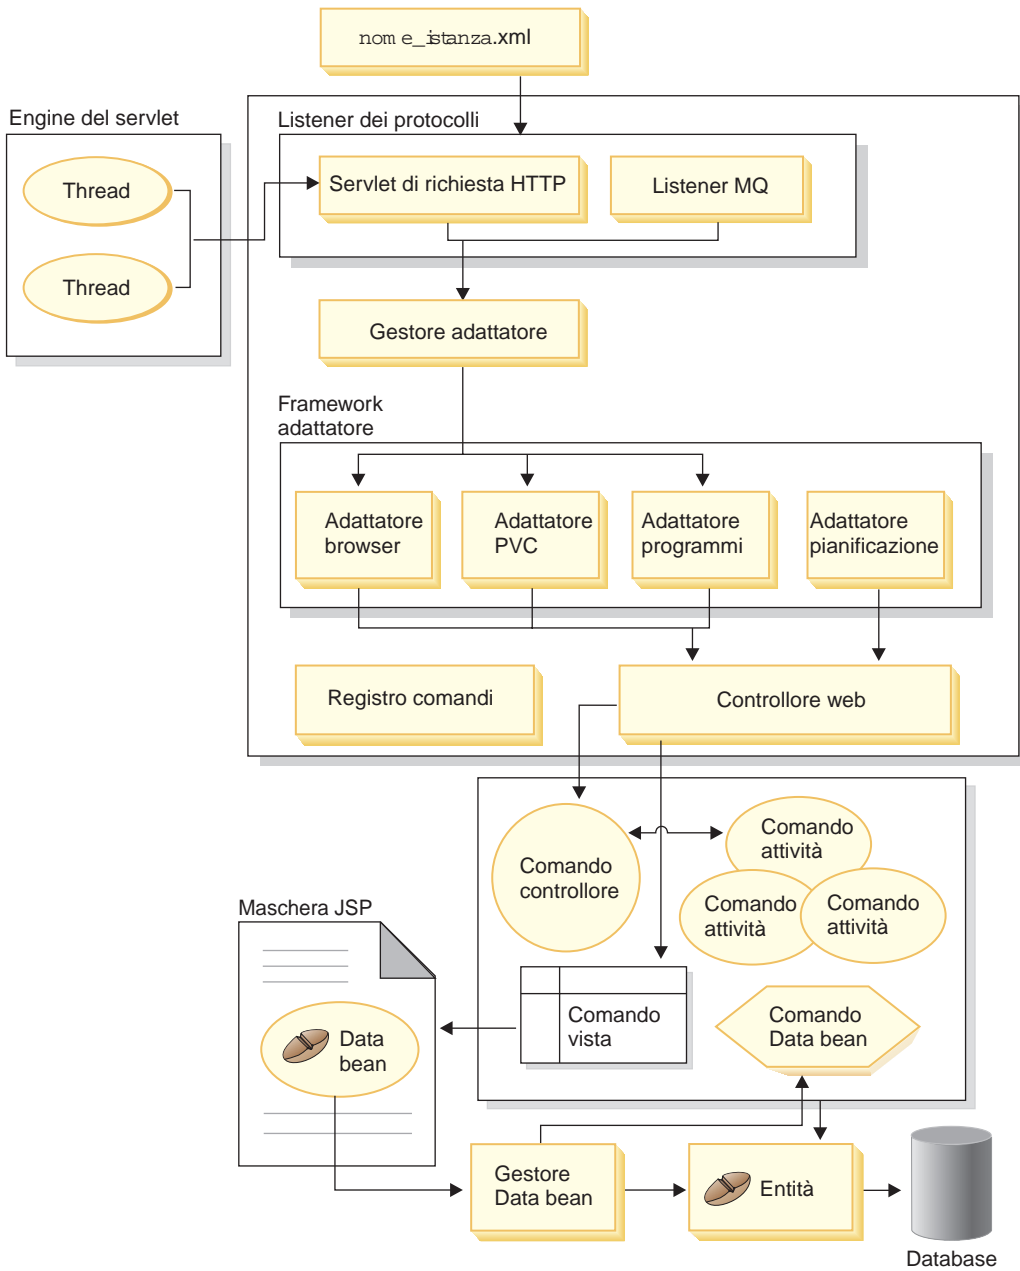 nome_istanza.xml
Engine del servlet
Listener dei protocolli
Thread
Thread
Servlet di richiesta HTTP
Listener MQ
Gestore adattatore
Framework
adattatore
Adattatore
browser
Adattatore
PVC
Adattatore
programmi
Adattatore
pianificazione
Registro comandi
Controllore web
Comando
controllore
Comando
attività
Comando
attività
Comando
attività
Maschera JSP
Data
bean
Comando
vista
Comando
Data bean
Gestore
Data bean
Entità
Database